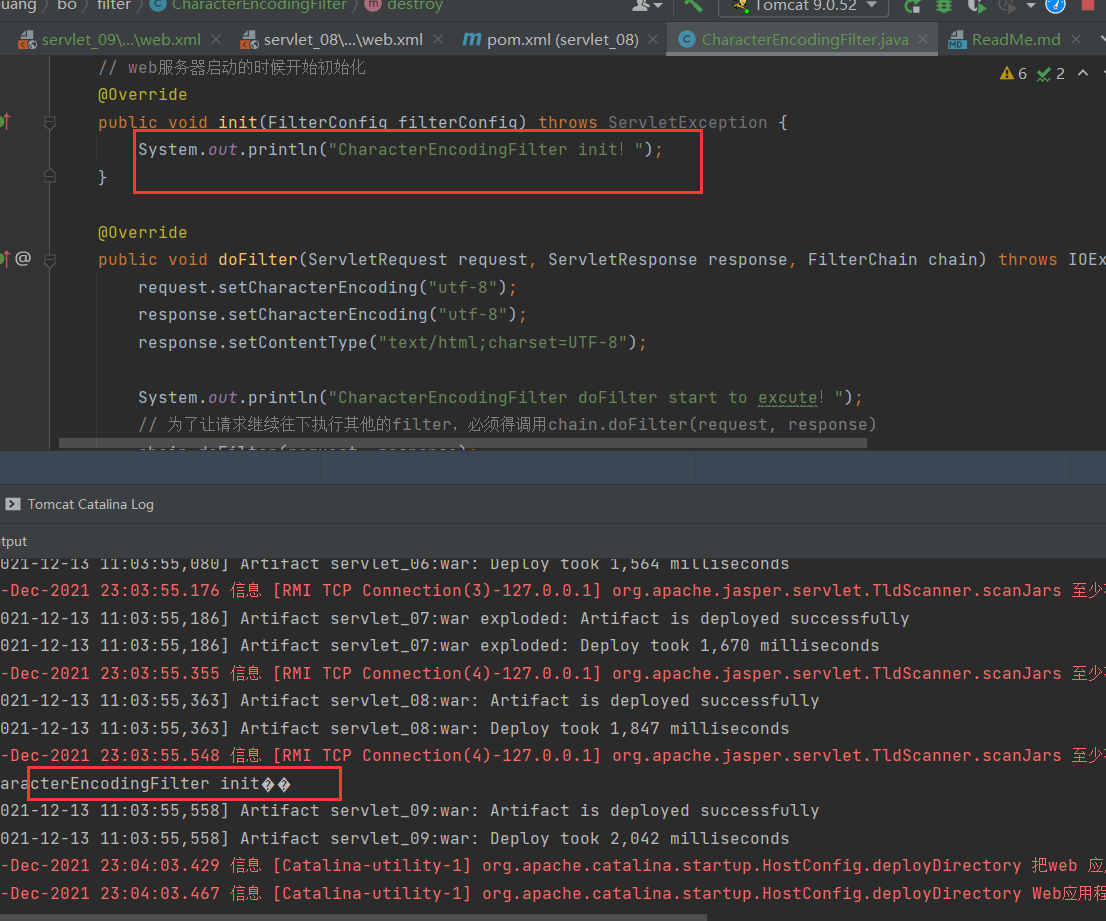 uang 〉 bo 〉 filter 〉 CharacterEncodingFilter 〉 m destroy
Tomcat 9.0.52
servlet_09\...\web.xml × servlet_08\...\web.xml × m pom.xml (servlet_08) × C CharacterEncodingFilter.java × MD ReadMe.md ×
// web服务器启动的时候开始初始化
6 2
@Override
public void init(FilterConfig filterConfig) throws ServletException {
System.out.println("CharacterEncodingFilter init！");
}
@Override
@
public void doFilter(ServletRequest request, ServletResponse response, FilterChain chain) throws IOEx
request.setCharacterEncoding("utf-8");
response.setCharacterEncoding("utf-8");
response.setContentType("text/html;charset=UTF-8");
System.out.println("CharacterEncodingFilter doFilter start to excute！");
// 为了让请求继续往下执行其他的filter，必须得调用chain.doFilter(request, response)
chain.doFilter(request, response);
Tomcat Catalina Log
tput
021-12-13 11:03:55,080] Artifact servlet_06:war: Deploy took 1,564 milliseconds
-Dec-2021 23:03:55.176 信息 [RMI TCP Connection(3)-127.0.0.1] org.apache.jasper.servlet.TldScanner.scanJars 至少
021-12-13 11:03:55,186] Artifact servlet_07:war exploded: Artifact is deployed successfully
021-12-13 11:03:55,186] Artifact servlet_07:war exploded: Deploy took 1,670 milliseconds
-Dec-2021 23:03:55.355 信息 [RMI TCP Connection(4)-127.0.0.1] org.apache.jasper.servlet.TldScanner.scanJars 至少
021-12-13 11:03:55,363] Artifact servlet_08:war: Artifact is deployed successfully
021-12-13 11:03:55,363] Artifact servlet_08:war: Deploy took 1,847 milliseconds
-Dec-2021 23:03:55.548 信息 [RMI TCP Connection(4)-127.0.0.1] org.apache.jasper.servlet.TldScanner.scanJars 至少
aracterEncodingFilter init��
021-12-13 11:03:55,558] Artifact servlet_09:war: Artifact is deployed successfully
021-12-13 11:03:55,558] Artifact servlet_09:war: Deploy took 2,042 milliseconds
-Dec-2021 23:04:03.429 信息 [Catalina-utility-1] org.apache.catalina.startup.HostConfig.deployDirectory 把web 应
-Dec-2021 23:04:03.467 信息 [Catalina-utility-1] org.apache.catalina.startup.HostConfig.deployDirectory Web应用程